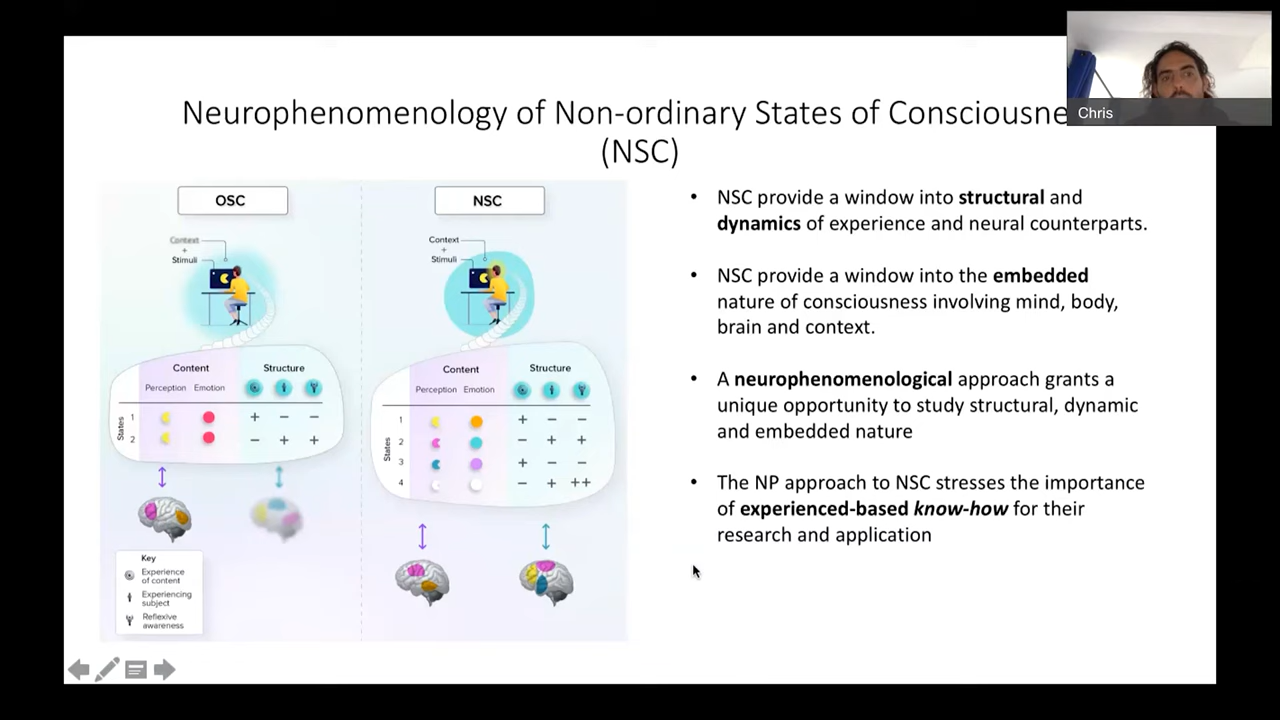 Neurophenomenology of Non-ordinary States of Consciousne
(NSC)
Chris
OSC
Context
+
Stimuli
Content Structure
Perception Emotion
States
1 + − −
2 − + +
Key
Experience
of content
Experiencing
subject
Reflexive
awareness
NSC
Context
+
Stimuli
Content Structure
Perception Emotion
States
1 + − −
2 − + +
3 + − −
4 − + ++
• NSC provide a window into structural and
dynamics of experience and neural counterparts.
• NSC provide a window into the embedded
nature of consciousness involving mind, body,
brain and context.
• A neurophenomenological approach grants a
unique opportunity to study structural, dynamic
and embedded nature
• The NP approach to NSC stresses the importance
of experienced-based know-how for their
research and application